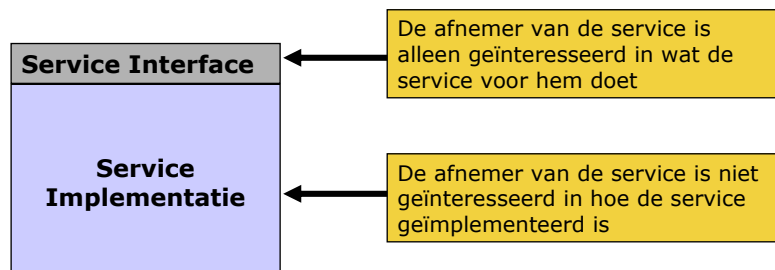 De afnemer van de service is
alleen geïnteresseerd in wat de
service voor hem doet
Service Interface
Service
Implementatie
De afnemer van de service is niet
geïnteresseerd in hoe de service
geïmplementeerd is